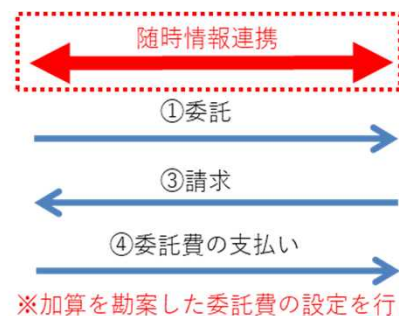 随時情報連携
①委託
③請求
④委託費の支払い
※加算を勘案した委託費の設定を行